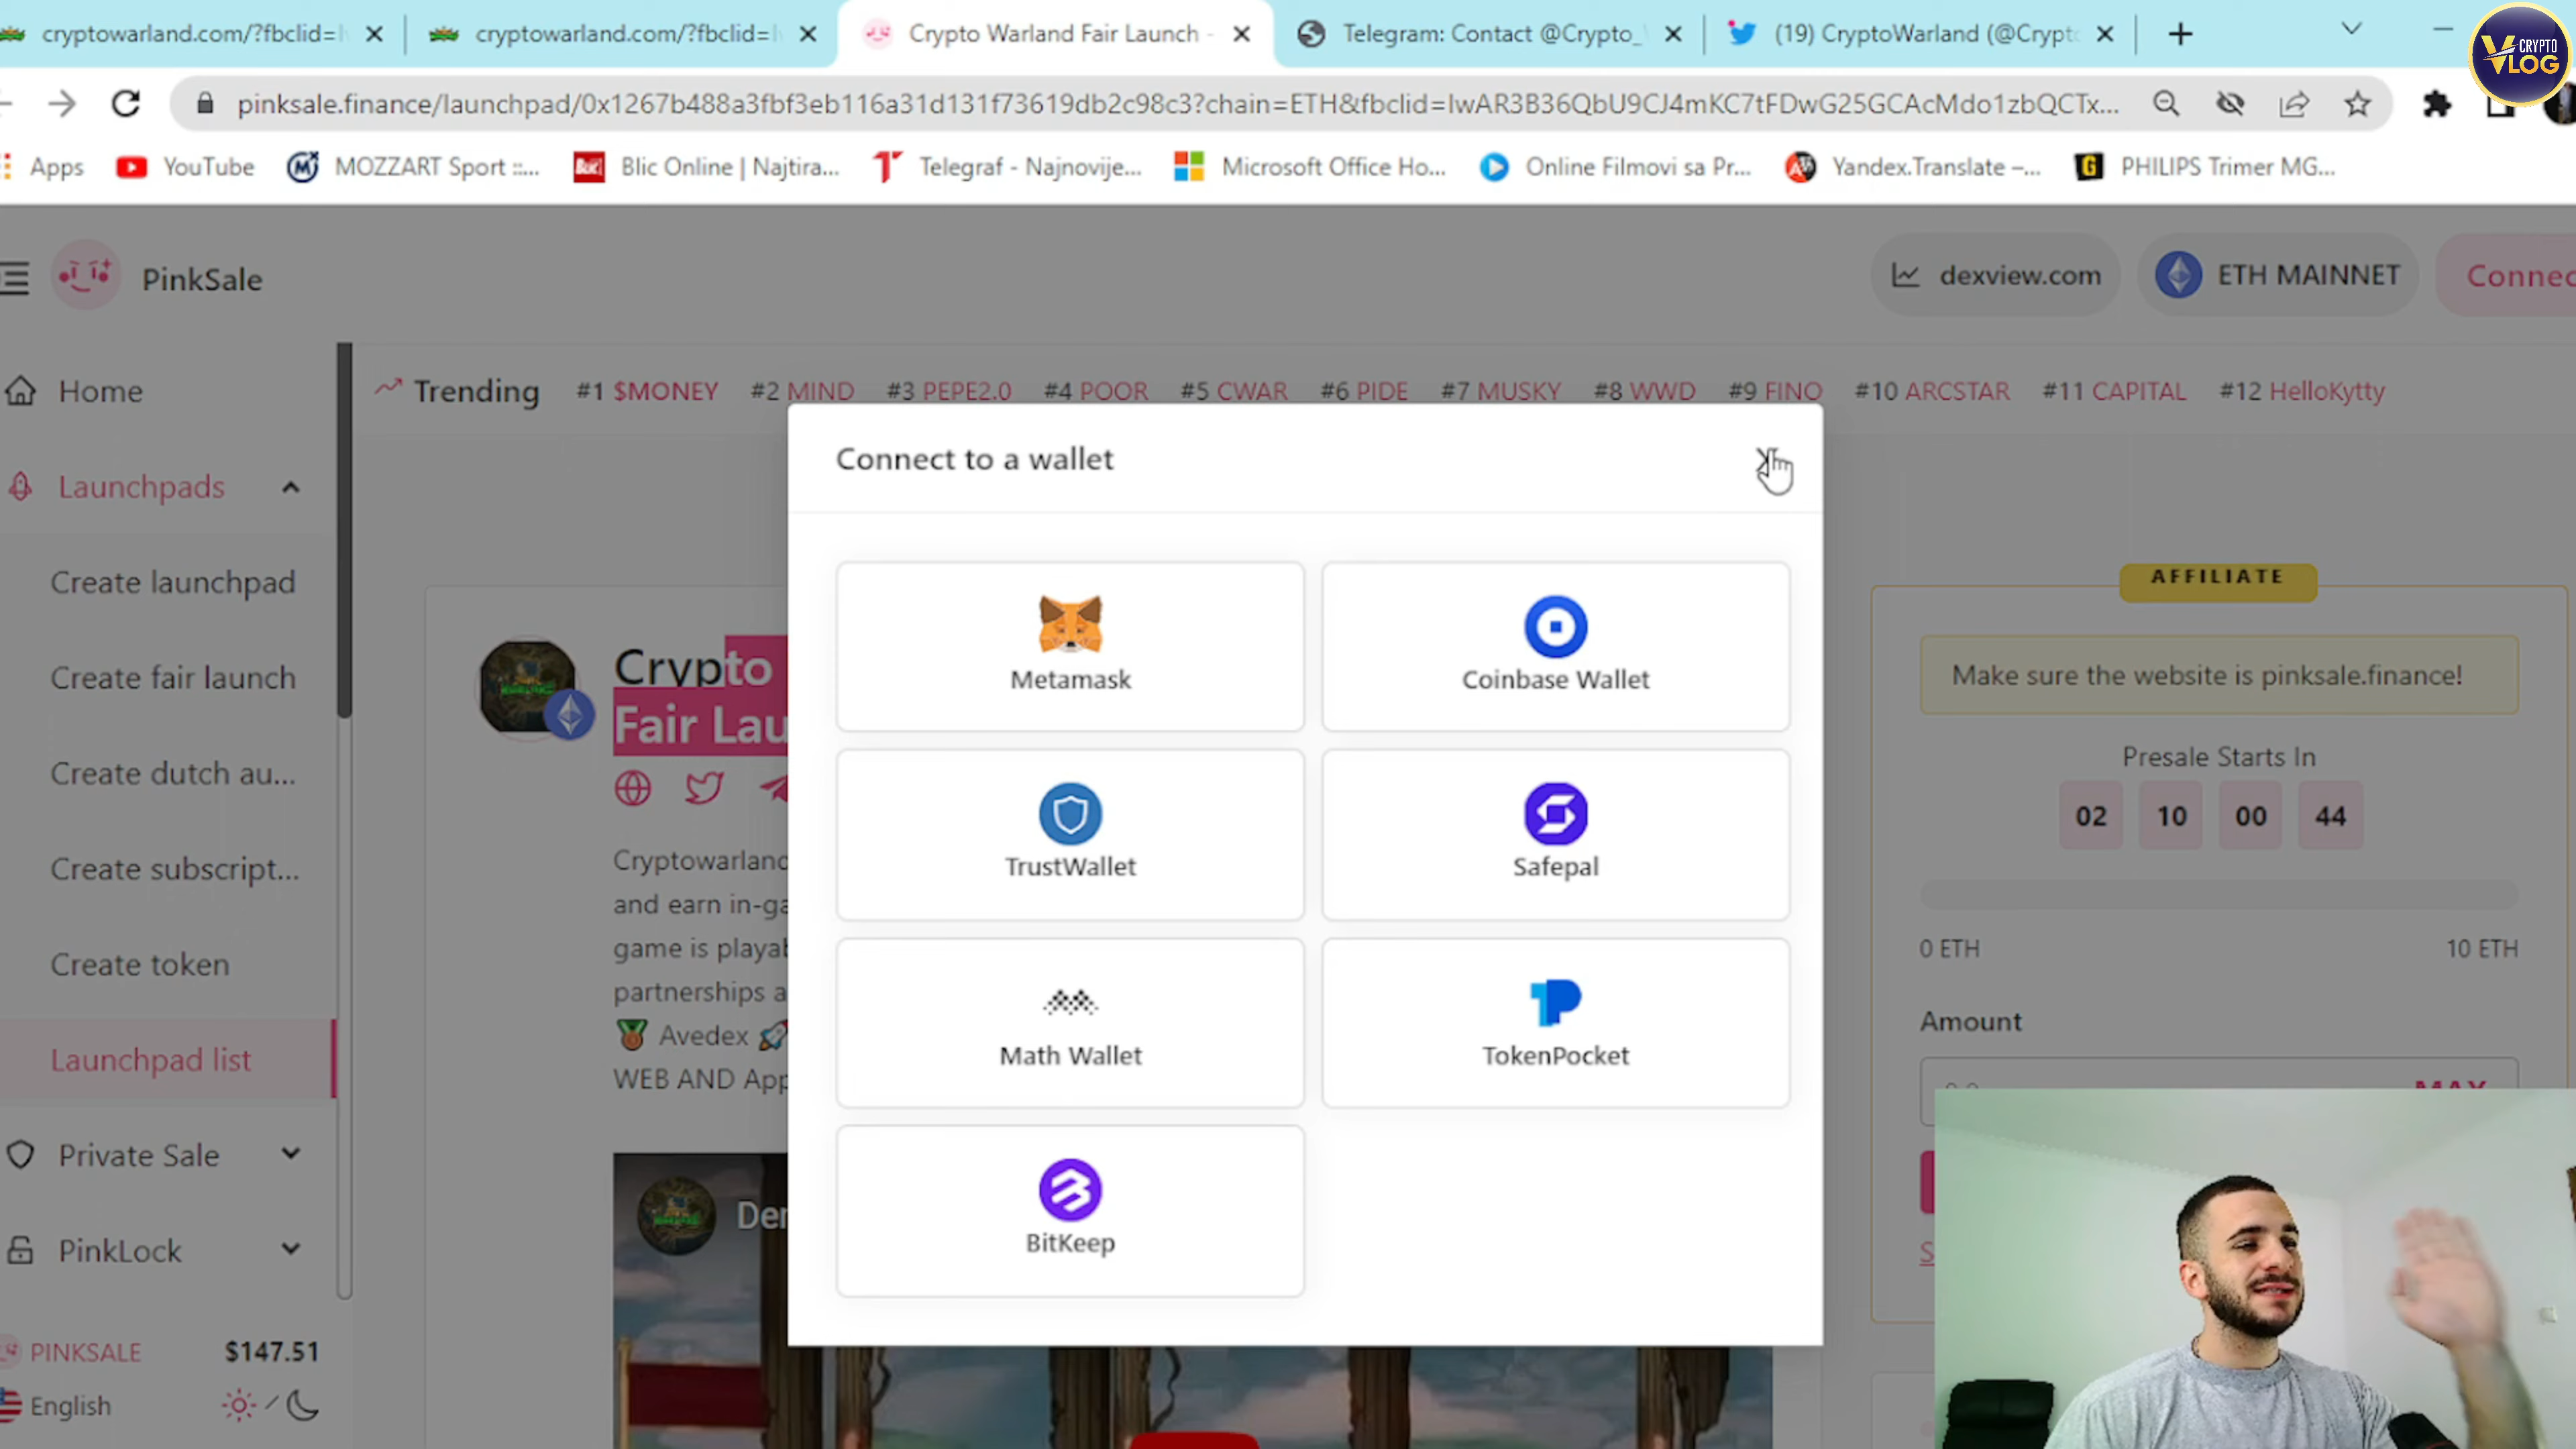 cryptowarland.com/?fbclid=
cryptowarland.com/?fbclid=
Crypto Warland Fair Launch -
Telegram: Contact @Crypto_
(19) CryptoWarland (@Crypt
CRYPTO
VLOG
pinksale.finance/launchpad/0x1267b488a3fbf3eb116a31d131f73619db2c98c3?chain=ETH&fbclid=IwAR3B36QbU9CJ4mKC7tFDwG25GCAcMdo1zbQCTx...
Apps
YouTube
MOZZART Sport ::...
Blic Online | Najtira...
Telegraf - Najnovije...
Microsoft Office Ho...
Online Filmovi sa Pr...
Yandex.Translate –...
PHILIPS Trimer MG...
PinkSale
dexview.com
ETH MAINNET
Connec
Home
Launchpads
Create launchpad
Create fair launch
Create dutch au...
Create subscript...
Create token
Launchpad list
Private Sale
PinkLock
PINKSALE $147.51
English
Trending #1 $MONEY #2 MIND #3 PEPE2.0 #4 POOR #5 CWAR #6 PIDE #7 MUSKY #8 WWD #9 FINO #10 ARCSTAR #11 CAPITAL #12 HelloKytty
Crypto
Fair Lau
Cryptowarland
and earn in-ga
game is playab
partnerships a
🥉 Avedex 🚀
WEB AND App
Der
Connect to a wallet
Metamask
Coinbase Wallet
TrustWallet
Safepal
Math Wallet
TokenPocket
BitKeep
AFFILIATE
Make sure the website is pinksale.finance!
Presale Starts In
02 10 00 44
0 ETH 10 ETH
Amount
MAX